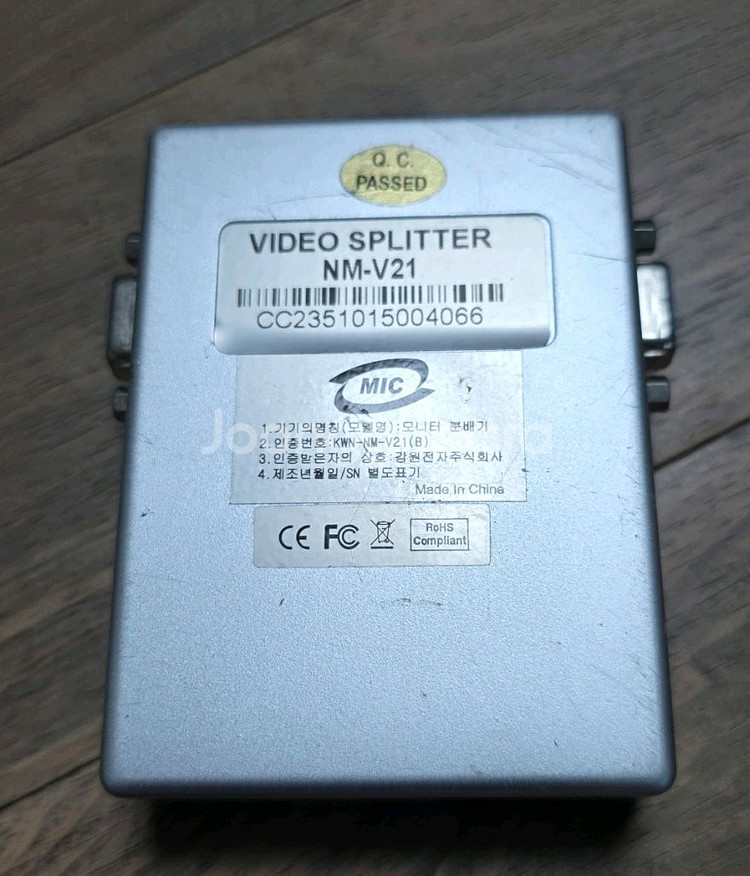 Q. C.
PASSED
VIDEO SPLITTER
NM-V21
CC2351015004066
MIC
1.기기의명칭(모델명):모니터 분배기
2.인증번호:KWN-NM-V21(B)
3.인증받은자의 상호:강원전자주식회사
4.제조년월일/SN 별도표기
Made In China
CE FC
RoHS
Compliant